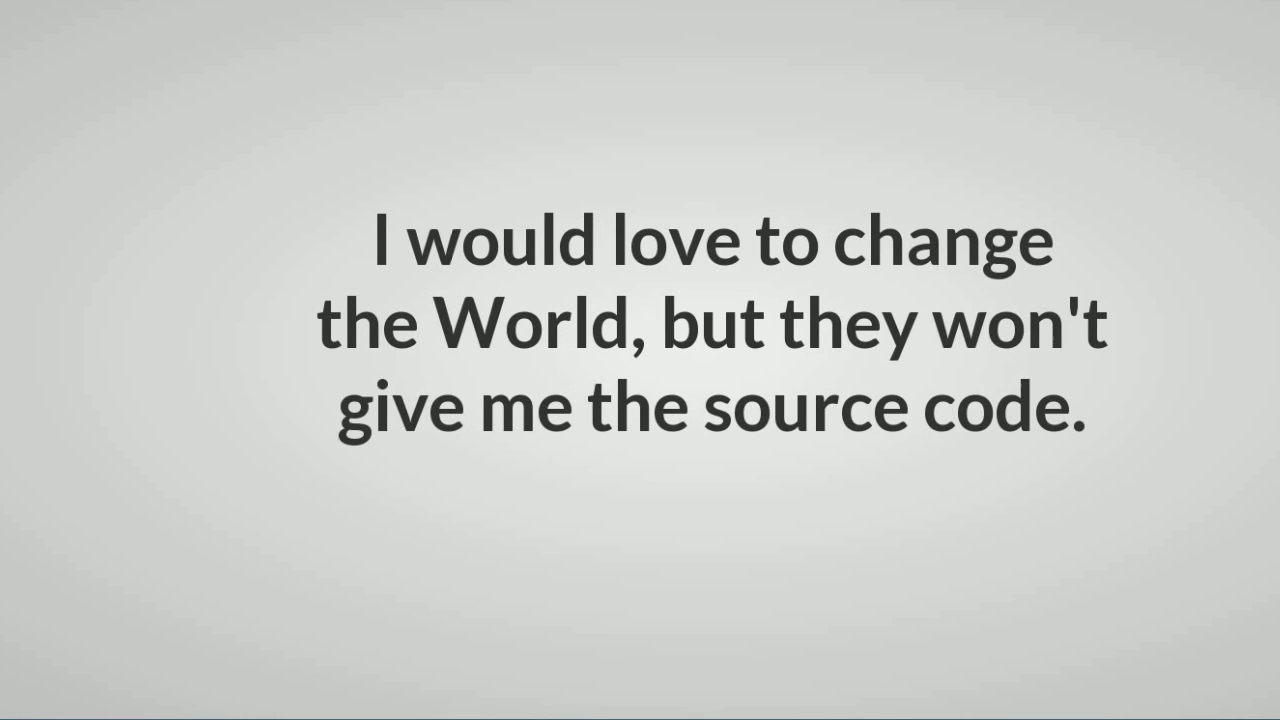 I would love to change
the World, but they won't
give me the source code.